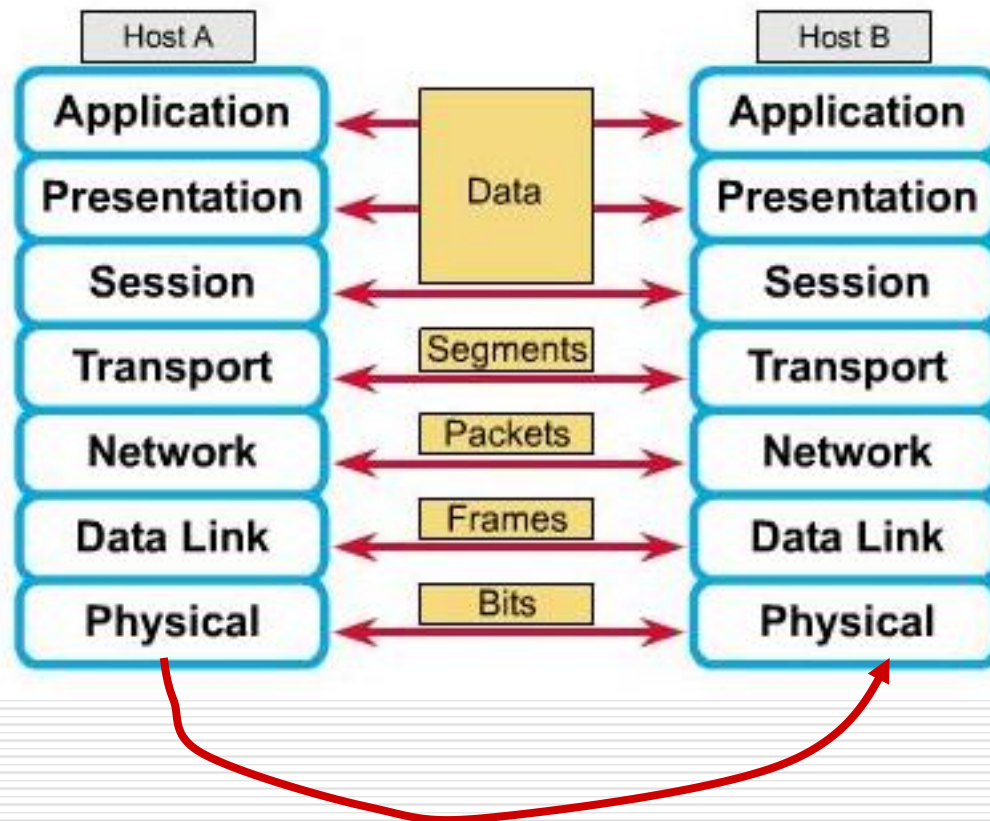 Host A
Host B
Application
Application
Presentation
Data
Presentation
Session
Session
Segments
Transport
Transport
Packets
Network
Network
Frames
Data Link
Data Link
Bits
Physical
Physical